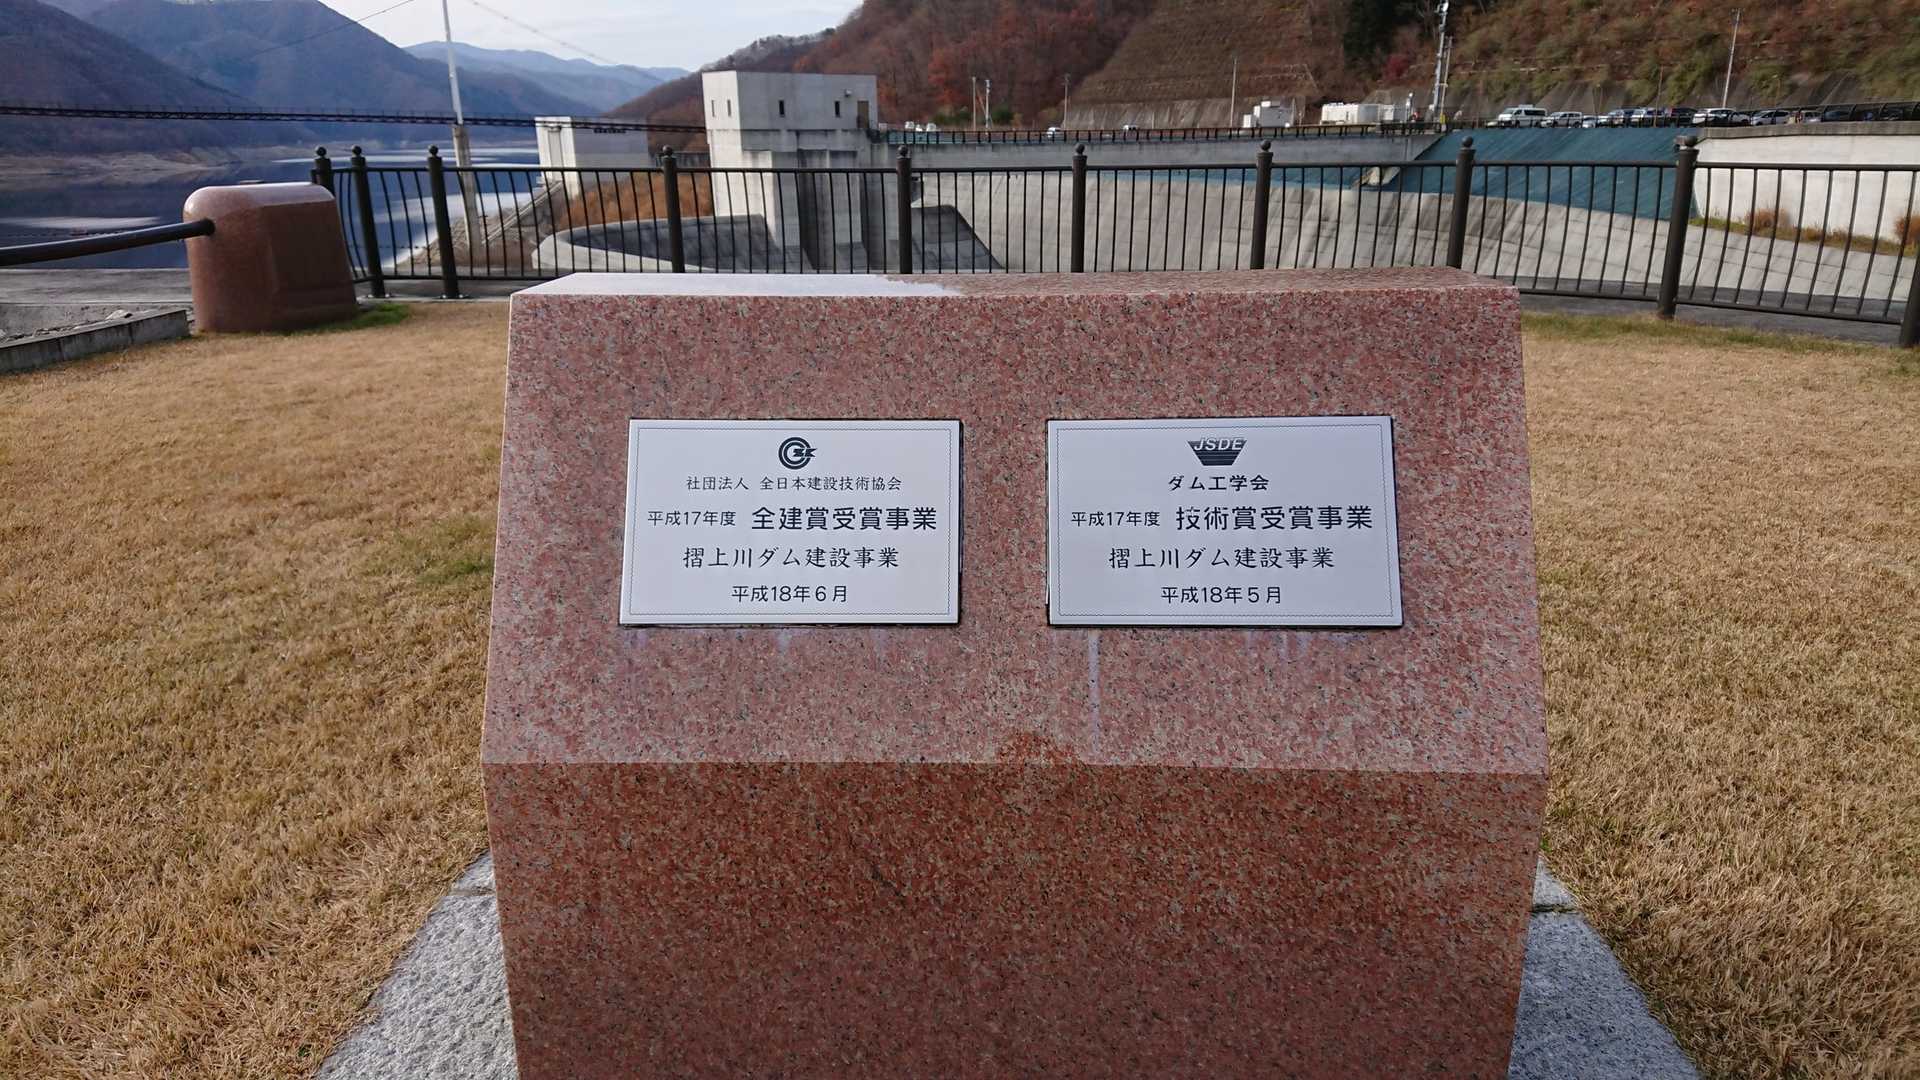 社団法人 全日本建設技術協会
平成17年度 全建賞受賞事業
摺上川ダム建設事業
平成18年6月
JSDE
ダム工学会
平成17年度 技術賞受賞事業
摺上川ダム建設事業
平成18年5月